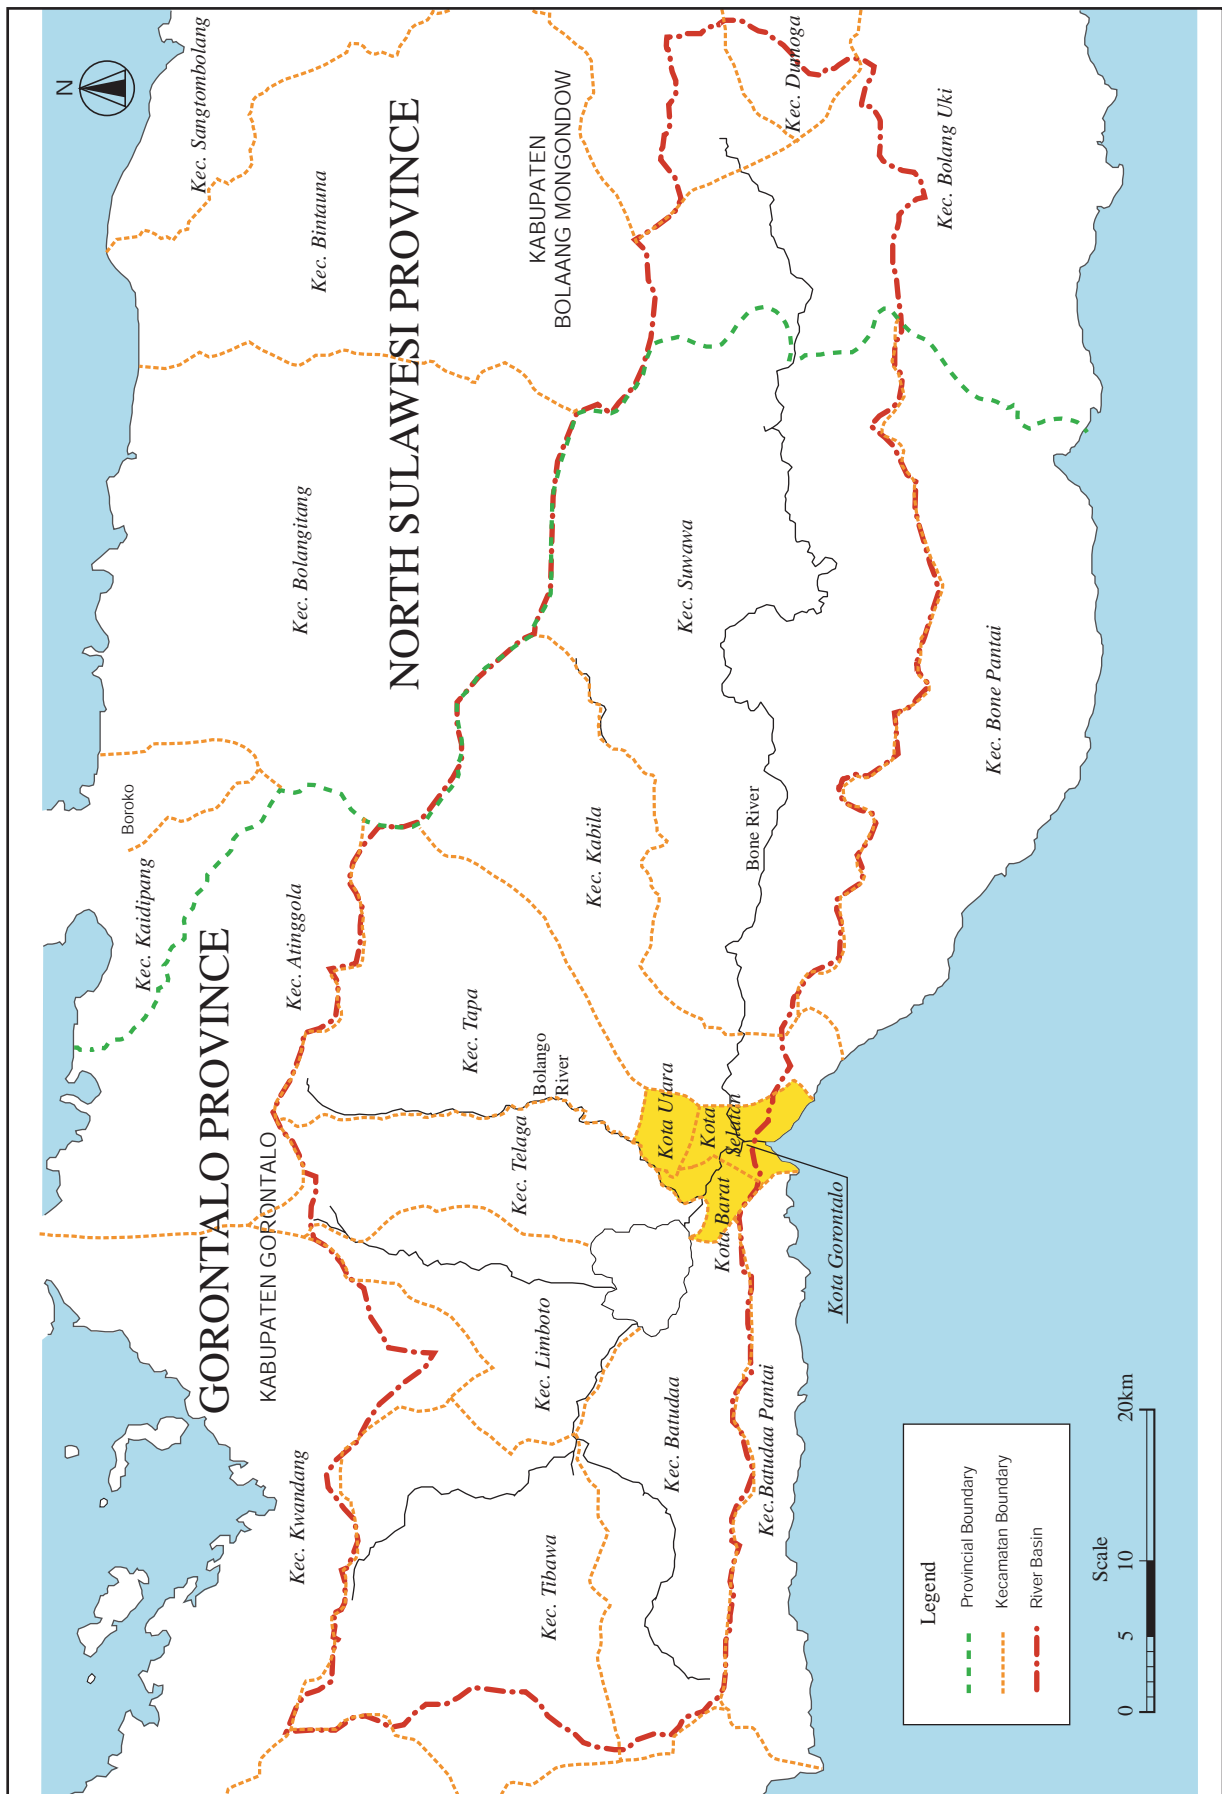 N
Kec. Sangtombolang
Kec. Bintauna
Kec. Dumoga
Kec. Bolang Uki
KABUPATEN
BOLAANG MONGONDOW
NORTH SULAWESI PROVINCE
Kec. Bolangitang
Kec. Suwawa
Kec. Bone Pantai
Boroko
Kec. Kaidipang
Kec. Atinggola
Kec. Kabila
Bone River
GORONTALO PROVINCE
KABUPATEN GORONTALO
Kec. Tapa
Bolango
River
Kec. Telaga
Kota Utara
Kota
Selatan
Kota Barat
Kota Gorontalo
Kec. Limboto
Kec. Batudaa
Kec.Batudaa Pantai
Kec. Kwandang
Kec. Tibawa
Legend
Provincial Boundary
Kecamatan Boundary
River Basin
Scale
0 5 10 20km